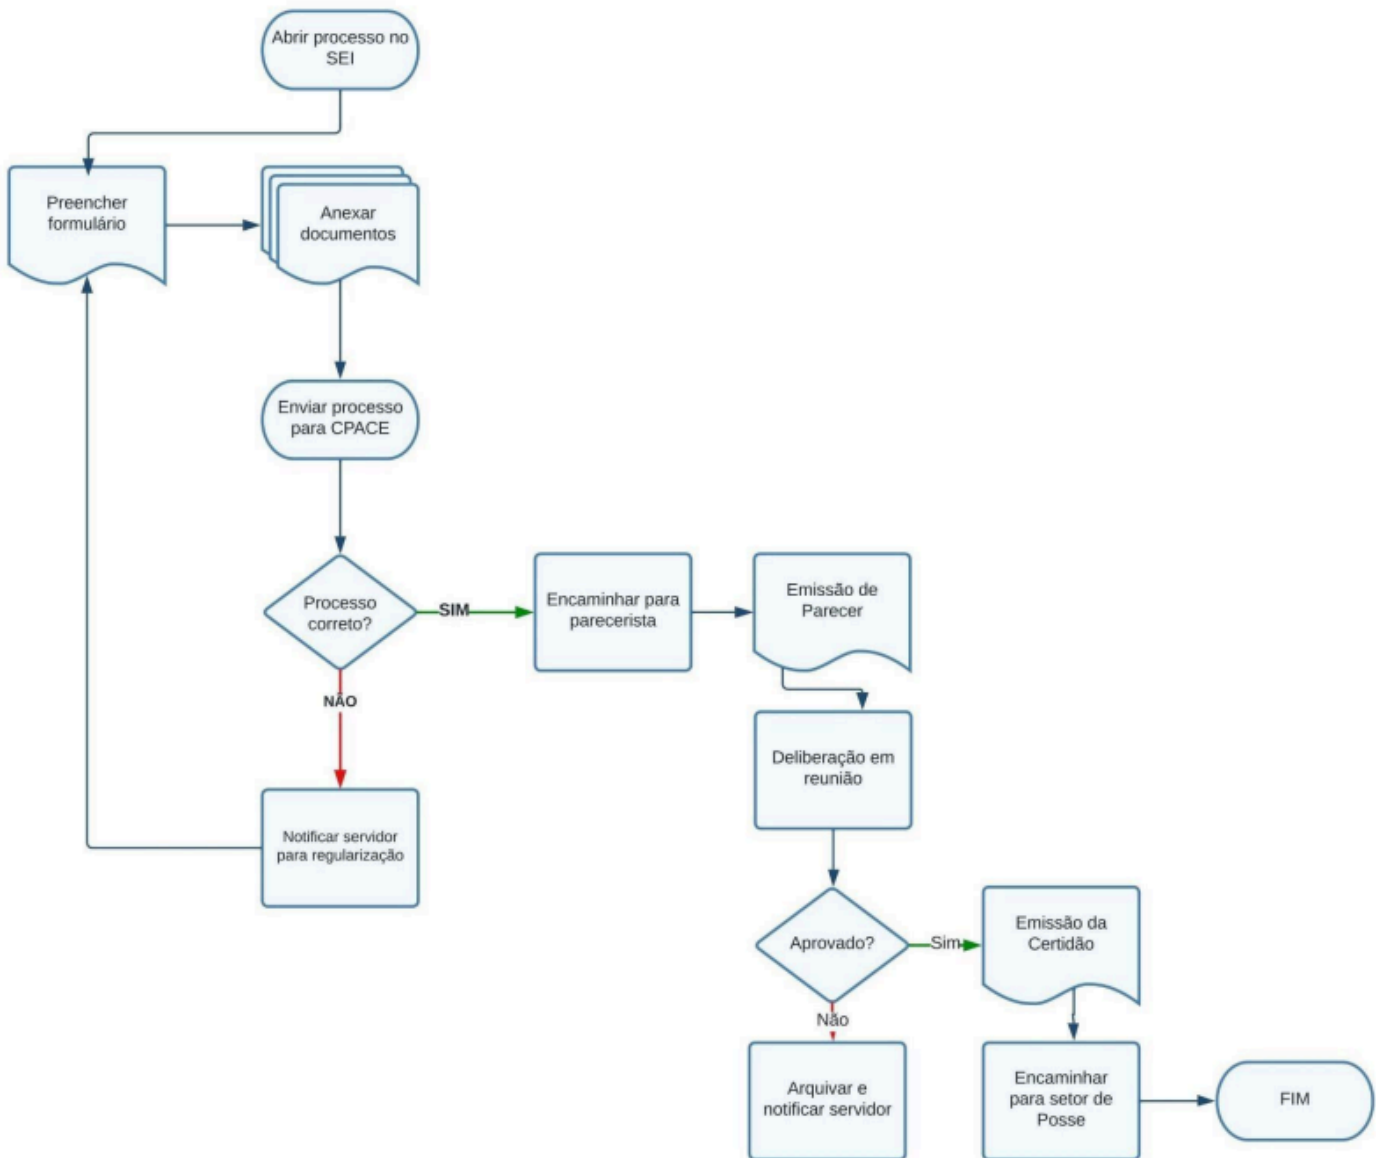 Abrir processo no
SEI
Preencher
formulário
Anexar
documentos
Enviar processo
para CPACE
Processo
correto?
SIM
Encaminhar para
parecerista
Emissão de
Parecer
NÃO
Deliberação em
reunião
Notificar servidor
para regularização
Aprovado?
Sim
Emissão da
Certidão
Não
Arquivar e
notificar servidor
Encaminhar
para setor de
Posse
FIM